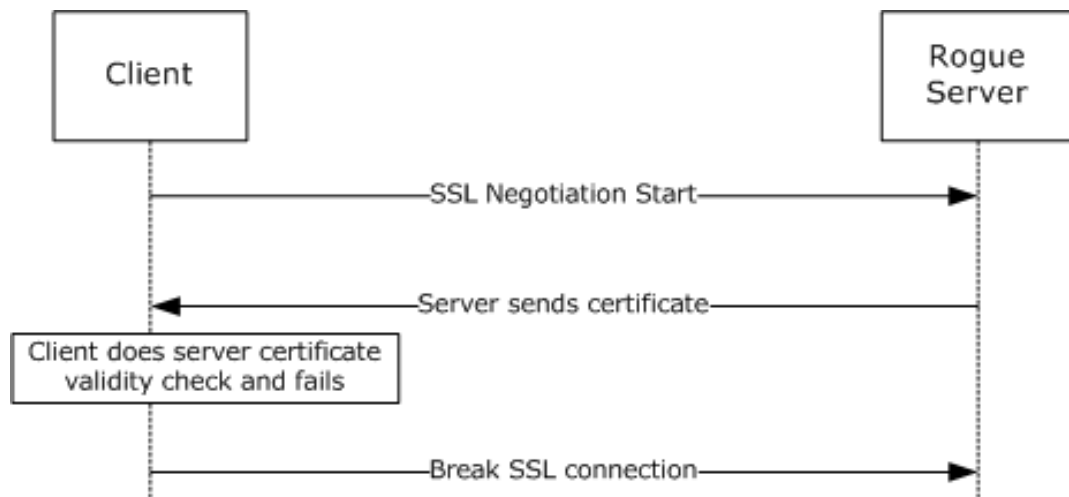 Client
Rogue
Server
SSL Negotiation Start
Server sends certificate
Client does server certificate
validity check and fails
Break SSL connection